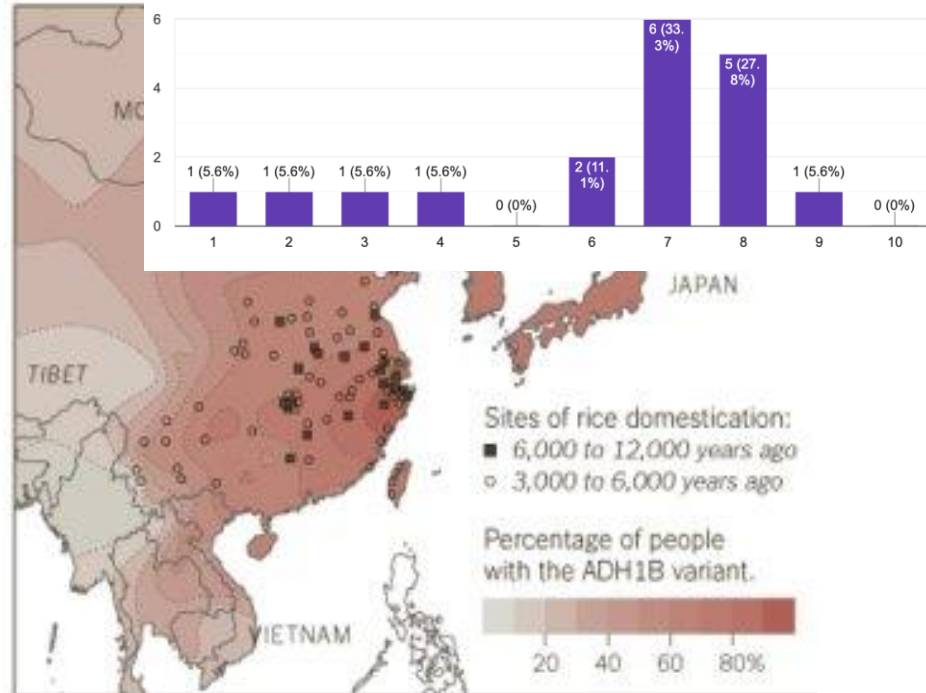 6
4
2
0
1 (5.6%)
1 (5.6%)
1 (5.6%)
1 (5.6%)
0 (0%)
2 (11.
1%)
6 (33.
3%)
5 (27.
8%)
1 (5.6%)
0 (0%)
1 2 3 4 5 6 7 8 9 10
MO
JAPAN
TIBET
Sites of rice domestication:
6,000 to 12,000 years ago
3,000 to 6,000 years ago
Percentage of people
with the ADH1B variant.
20 40 60 80%
VIETNAM